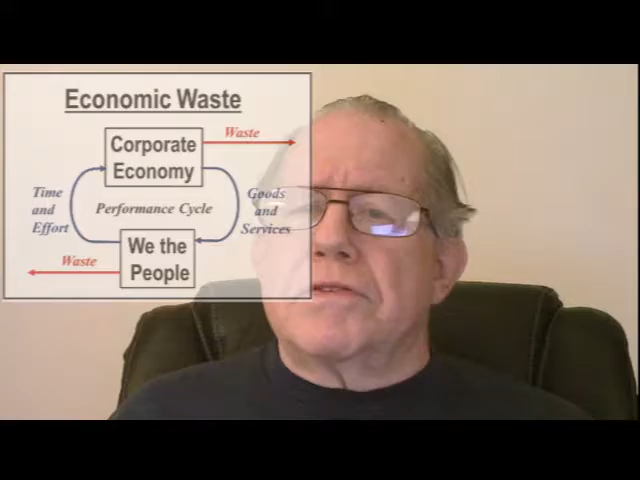 Economic Waste
Corporate
Economy
Waste
Time
and
Effort
Performance Cycle
Goods
and
Services
We the
People
Waste